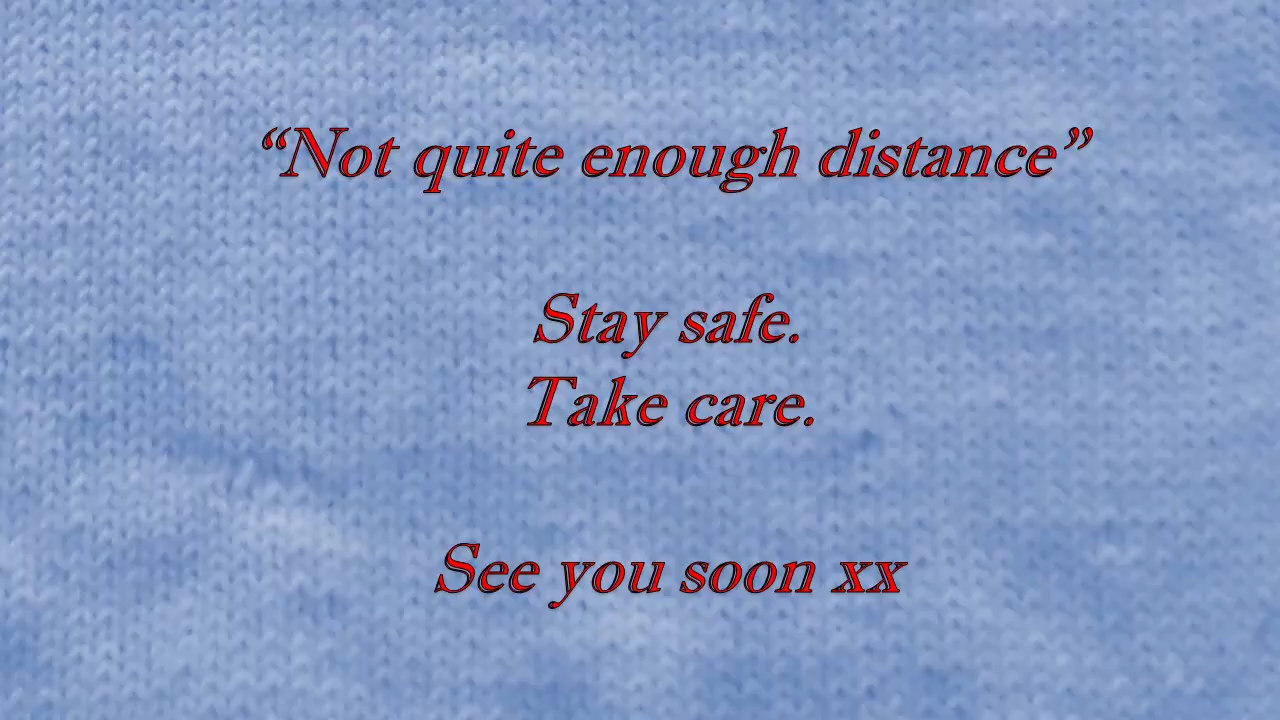 “Not quite enough distance”
Stay safe.
Take care.
See you soon xx